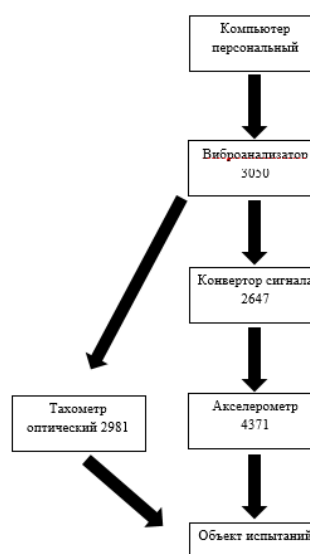 Компьютер
персональный
Виброанализатор
3050
Конвертор сигнала
2647
Тахометр
оптический 2981
Акселерометр
4371
Объект испытаний